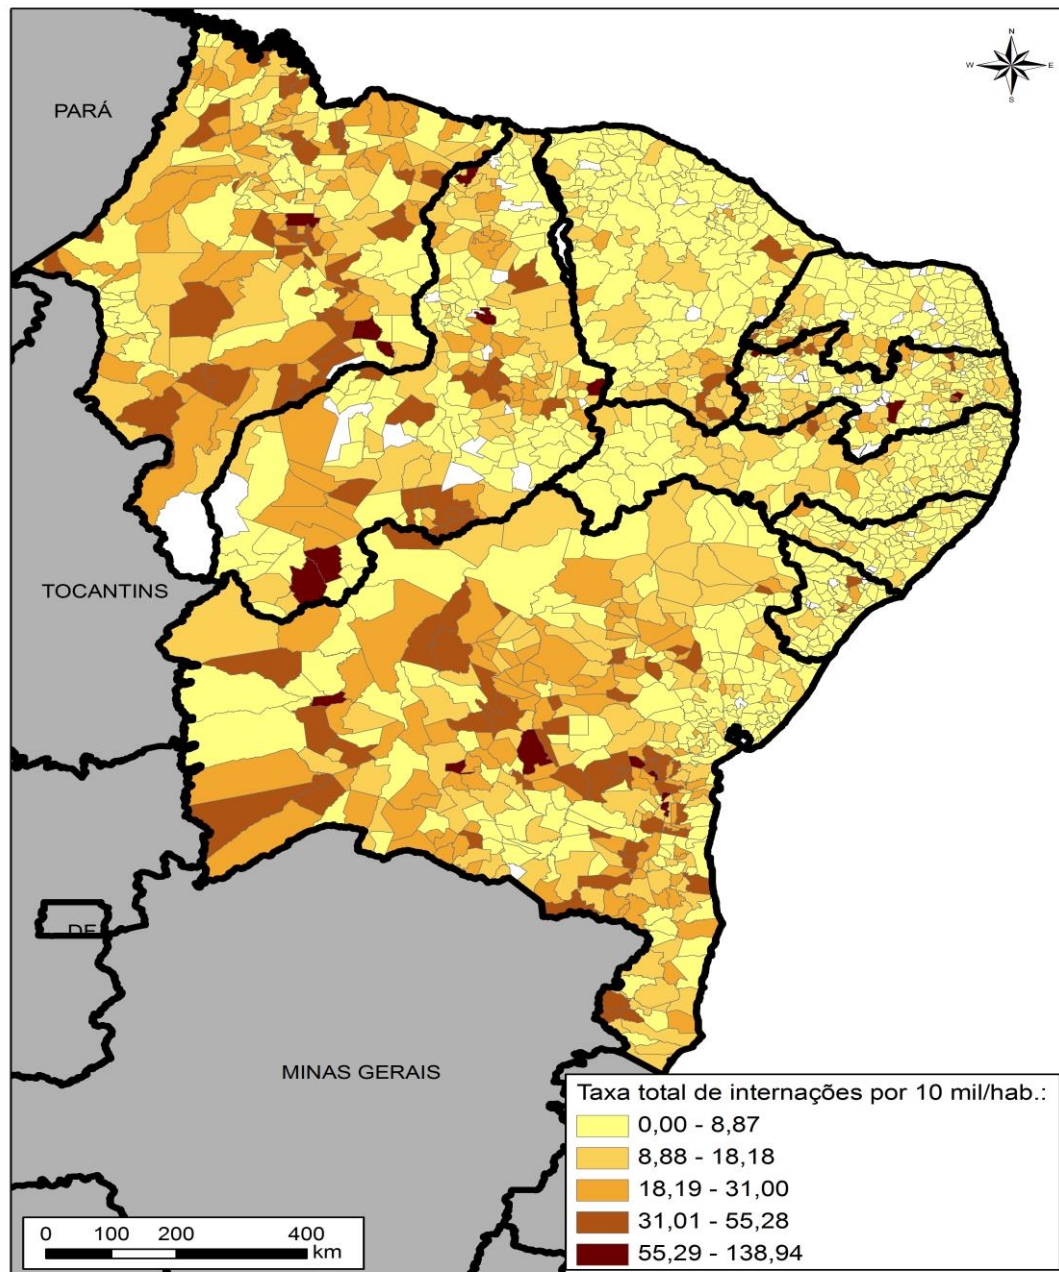 N
W E
S
PARÁ
TOCANTINS
DF
MINAS GERAIS
Taxa total de internações por 10 mil/hab.:
0,00 - 8,87
8,88 - 18,18
18,19 - 31,00
31,01 - 55,28
55,29 - 138,94
0 100 200 400
km